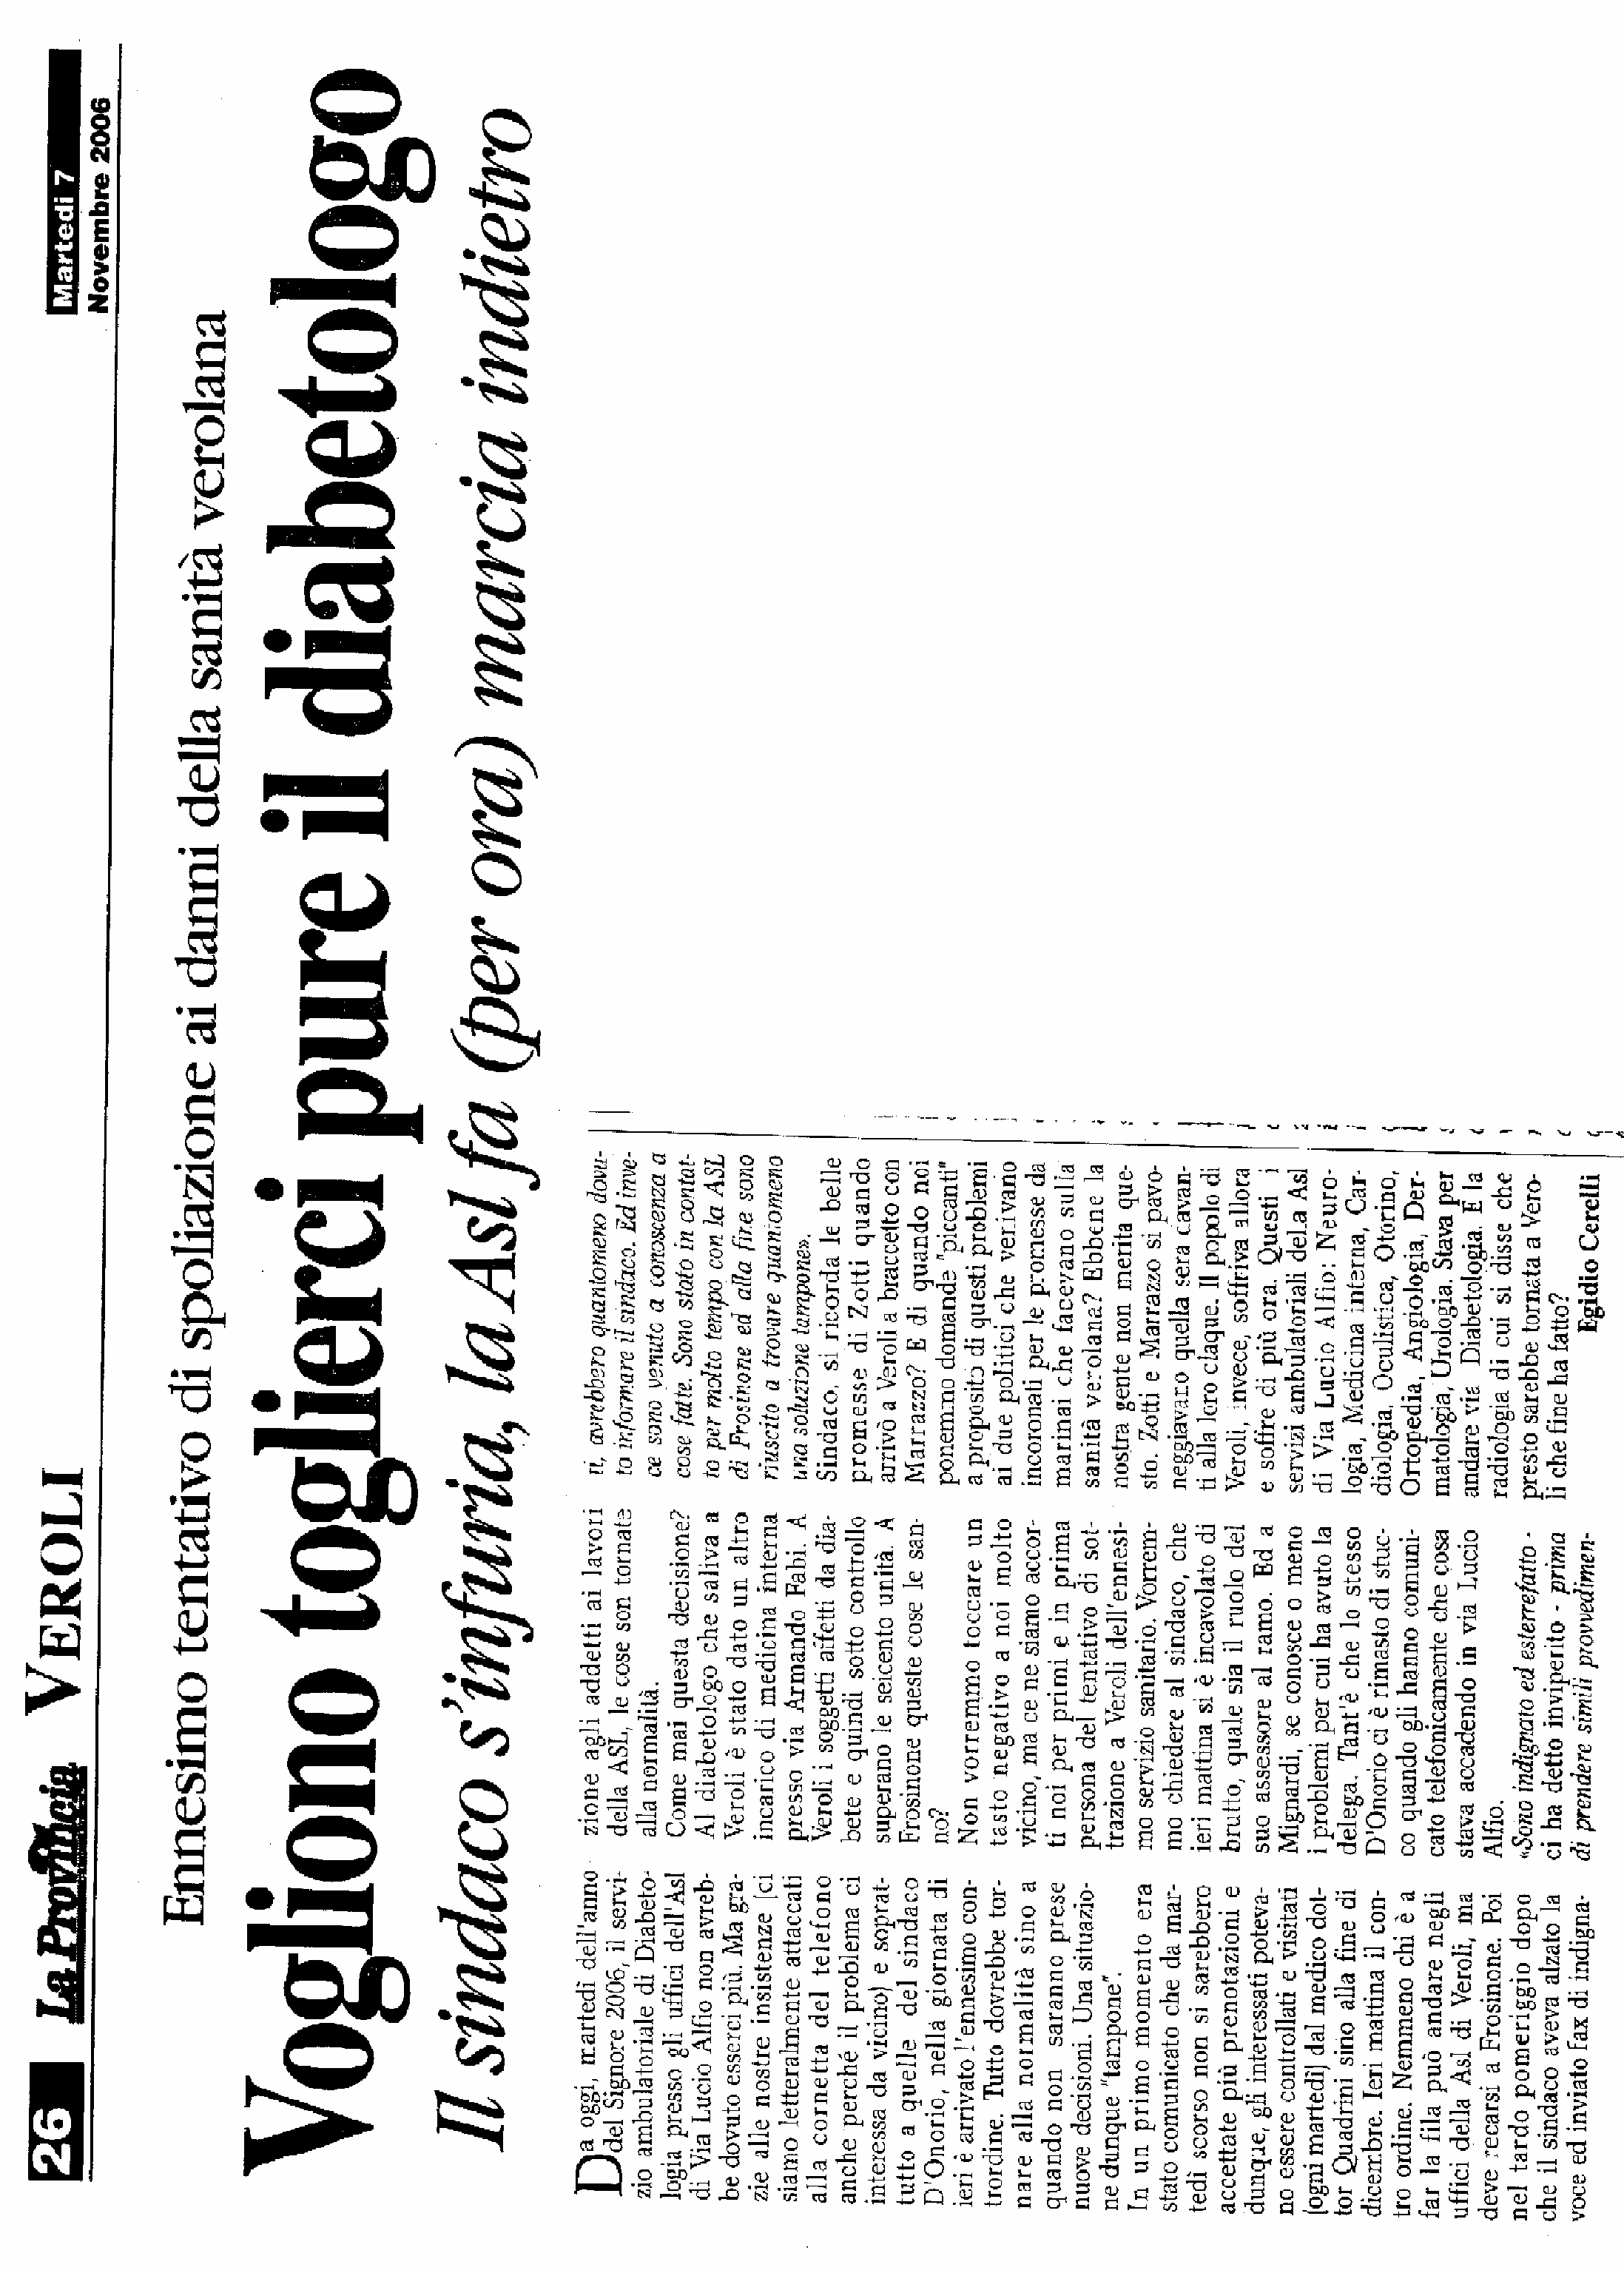 26 La Provincia VEROLI Martedì 7
Novembre 2006
Ennesimo tentativo di spoliazione ai danni della sanità verolana
Vogliono toglierci pure il diabetologo
Il sindaco s'infuria, la Asl fa (per ora) marcia indietro
Da oggi, martedì dell'anno
del Signore 2006, il servi-
zio ambulatoriale di Diabeto-
logia presso gli uffici dell'Asl
di Via Lucio Alfio non avreb-
be dovuto esserci più. Ma gra-
zie alle nostre insistenze (ci
siamo letteralmente attaccati
alla cornetta del telefono
anche perché il problema ci
interessa da vicino) e soprat-
tutto a quelle del sindaco
D'Onorio, nella giornata di
ieri è arrivato l'ennesimo con-
trordine. Tutto dovrebbe tor-
nare alla normalità sino a
quando non saranno prese
nuove decisioni. Una situazio-
ne dunque "tampone".
In un primo momento era
stato comunicato che da mar-
tedì scorso non si sarebbero
accettate più prenotazioni e
dunque, gli interessati poteva-
no essere controllati e visitati
(ogni martedì) dal medico dot-
tor Quadrini sino alla fine di
dicembre. Ieri mattina il con-
tro ordine. Nemmeno chi è a
far la fila può andare negli
uffici della Asl di Veroli, ma
deve recarsi a Frosinone. Poi
nel tardo pomeriggio dopo
che il sindaco aveva alzato la
voce ed inviato fax di indigna-
zione agli addetti ai lavori
della ASL, le cose son tornate
alla normalità.
Come mai questa decisione?
Al diabetologo che saliva a
Veroli è stato dato un altro
incarico di medicina interna
presso via Armando Fabi. A
Veroli i soggetti affetti da dia-
bete e quindi sotto controllo
superano le seicento unità. A
Frosinone queste cose le san-
no?
Non vorremmo toccare un
tasto negativo a noi molto
vicino, ma ce ne siamo accor-
ti noi per primi e in prima
persona del tentativo di sot-
trazione a Veroli dell'ennesi-
mo servizio sanitario. Vorrem-
mo chiedere al sindaco, che
ieri mattina si è incavolato di
brutto, quale sia il ruolo del
suo assessore al ramo. Ed a
Mignardi, se conosce o meno
i problemi per cui ha avuto la
delega. Tant'è che lo stesso
D'Onorio ci è rimasto di stuc-
co quando gli hanno comuni-
cato telefonicamente che cosa
stava accadendo in via Lucio
Alfio.
«Sono indignato ed esterrefatto -
ci ha detto inviperito - prima
di prendere simili provvedimen-
ti, avrebbero quantomeno dovu-
to informare il sindaco. Ed inve-
ce sono venuto a conoscenza a
cose fatte. Sono stato in contat-
to per molto tempo con la ASL
di Frosinone ed alla fine sono
riuscito a trovare quantomeno
una soluzione tampone».
Sindaco, si ricorda le belle
promesse di Zotti quando
arrivò a Veroli a braccetto con
Marrazzo? E di quando noi
ponemmo domande "piccanti"
a proposito di questi problemi
ai due politici che venivano
incoronati per le promesse da
marinai che facevano sulla
sanità verolana? Ebbene la
nostra gente non merita que-
sto. Zotti e Marrazzo si pavo-
neggiavano quella sera davan-
ti alla loro claque. Il popolo di
Veroli, invece, soffriva allora
e soffre di più ora. Questi i
servizi ambulatoriali della Asl
di Via Lucio Alfio: Neuro-
logia, Medicina interna, Car-
diologia, Oculistica, Otorino,
Ortopedia, Angiologia, Der-
matologia, Urologia. Stava per
andare via Diabetologia. E la
radiologia di cui si disse che
presto sarebbe tornata a Vero-
li che fine ha fatto?
Egidio Cerelli